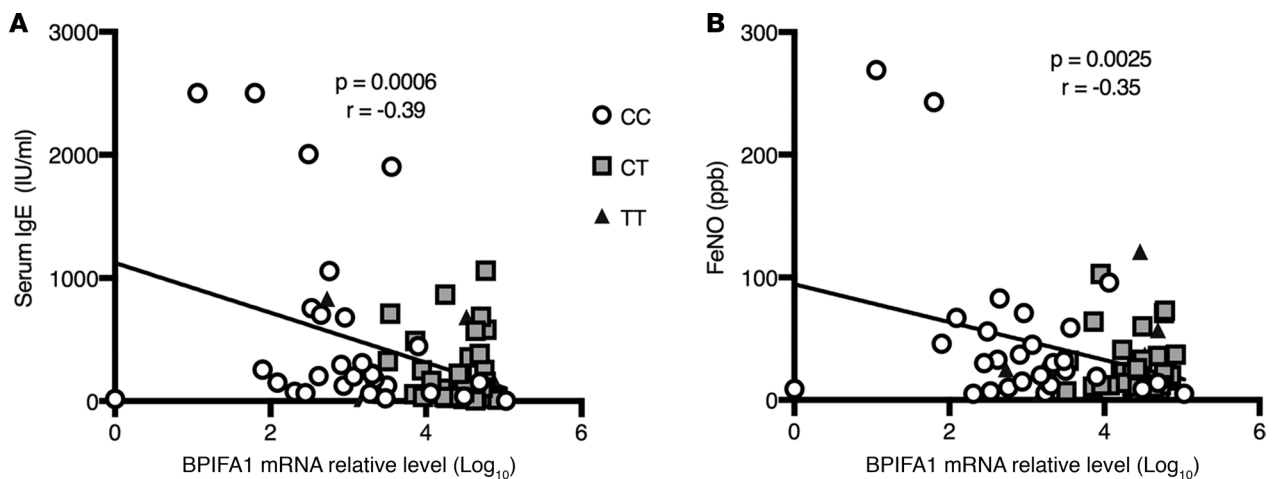 A
3000
2000
1000
0
Serum IgE (IU/ml)
p = 0.0006
r = -0.39
0
2
4
6
BPIFA1 mRNA relative level (Log₁₀)
CC
CT
TT
B
300
200
100
0
FeNO (ppb)
p = 0.0025
r = -0.35
0
2
4
6
BPIFA1 mRNA relative level (Log₁₀)